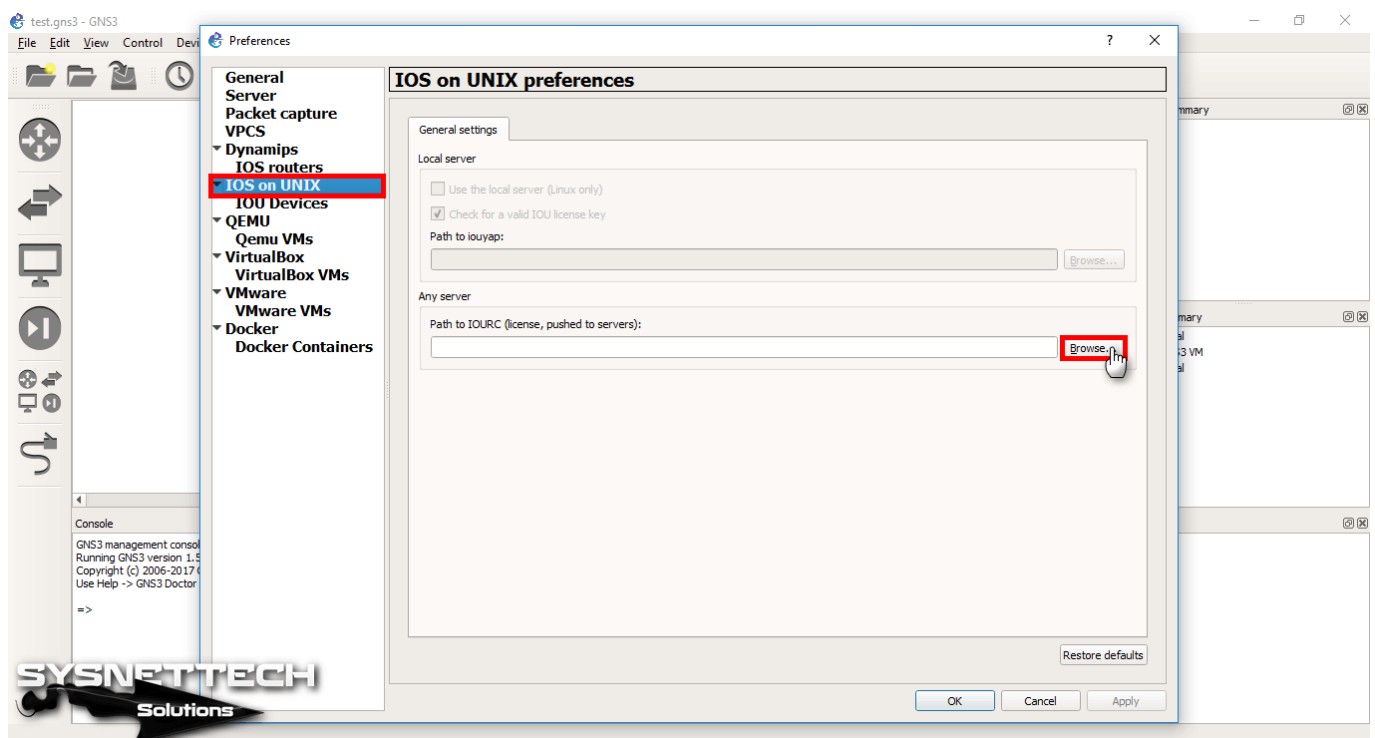 test.gns3 - GNS3
File Edit View Control Devi
Preferences
?
General
Server
Packet capture
VPCS
Dynamips
IOS routers
IOS on UNIX
IOU Devices
QEMU
Qemu VMs
VirtualBox
VirtualBox VMs
VMware
VMware VMs
Docker
Docker Containers
IOS on UNIX preferences
General settings
Local server
Use the local server (Linux only)
Check for a valid IOU license key
Path to iouyap:
Browse...
Any server
Path to IOURC (license, pushed to servers):
Browse...
Restore defaults
OK Cancel Apply
mmary
mary
al
S3 VM
al
Console
GNS3 management consol
Running GNS3 version 1.5
Copyright (c) 2006-2017
Use Help -> GNS3 Doctor
=>
SYSNETTECH
Solutions